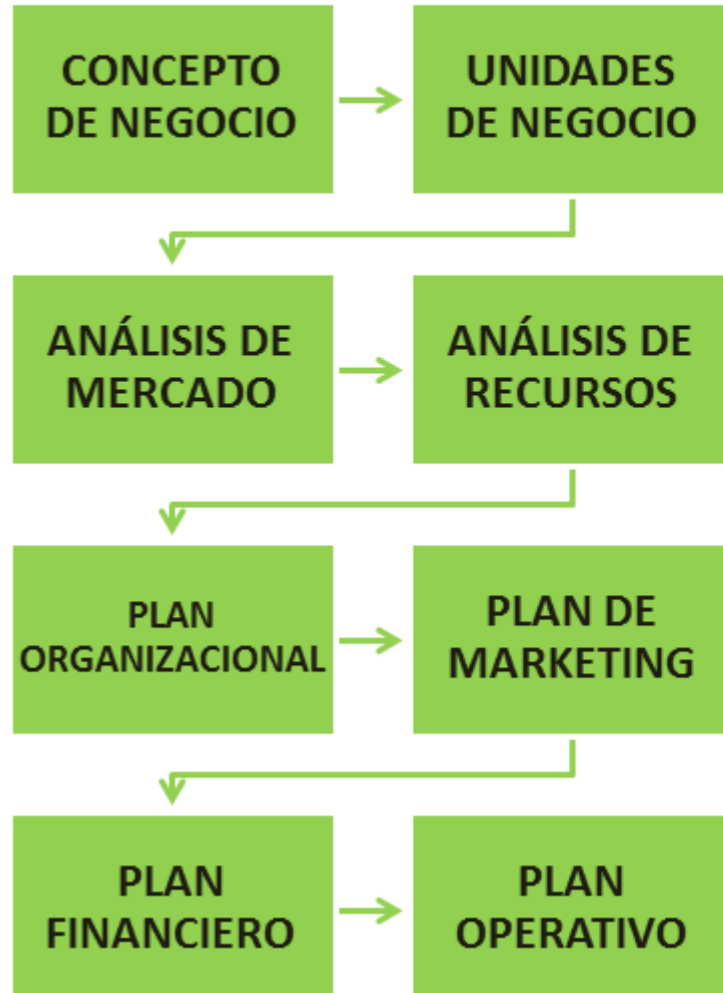 CONCEPTO
DE NEGOCIO
UNIDADES
DE NEGOCIO
ANÁLISIS DE
MERCADO
ANÁLISIS DE
RECURSOS
PLAN
ORGANIZACIONAL
PLAN DE
MARKETING
PLAN
FINANCIERO
PLAN
OPERATIVO